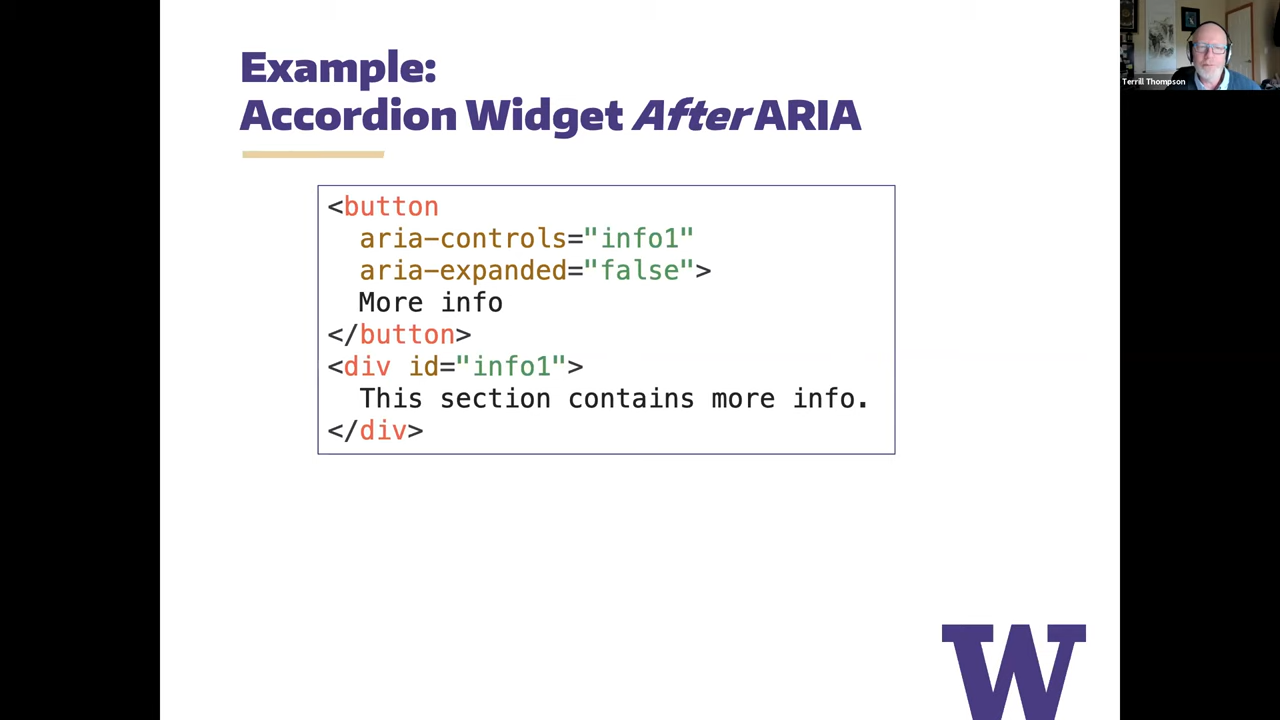 Example:
Accordion Widget After ARIA
<button
aria-controls="info1"
aria-expanded="false">
More info
</button>
<div id="info1">
This section contains more info.
</div>
Terrill Thompson
W